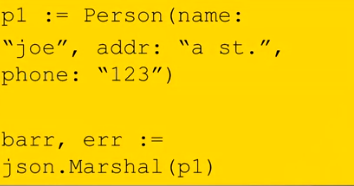 p1 := Person(name:
“joe”, addr: “a st.”,
phone: “123”)
barr, err :=
json.Marshal(p1)